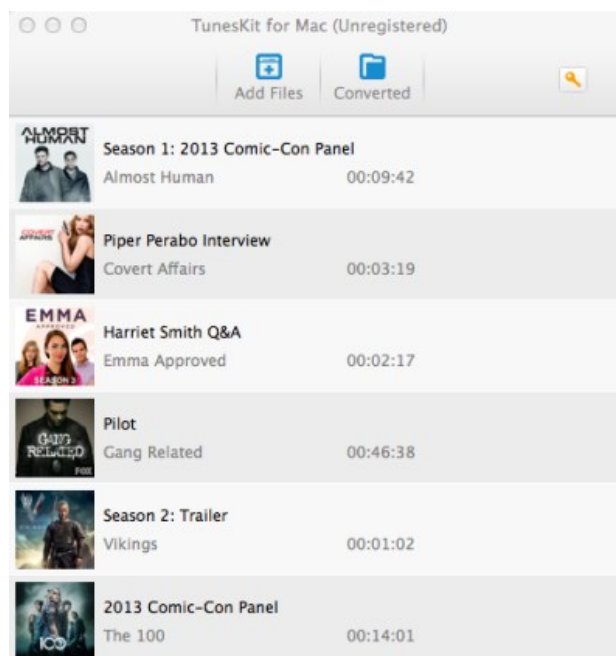 TunesKit for Mac (Unregistered)
Add Files
Converted
ALMOST
HUMAN
Season 1: 2013 Comic-Con Panel
Almost Human 00:09:42
COVERT
AFFAIRS
Piper Perabo Interview
Covert Affairs 00:03:19
EMMA
APPROVED
SEASON 3
Harriet Smith Q&A
Emma Approved 00:02:17
GANG
RELATED
FOX
Pilot
Gang Related 00:46:38
Season 2: Trailer
Vikings 00:01:02
100
2013 Comic-Con Panel
The 100 00:14:01